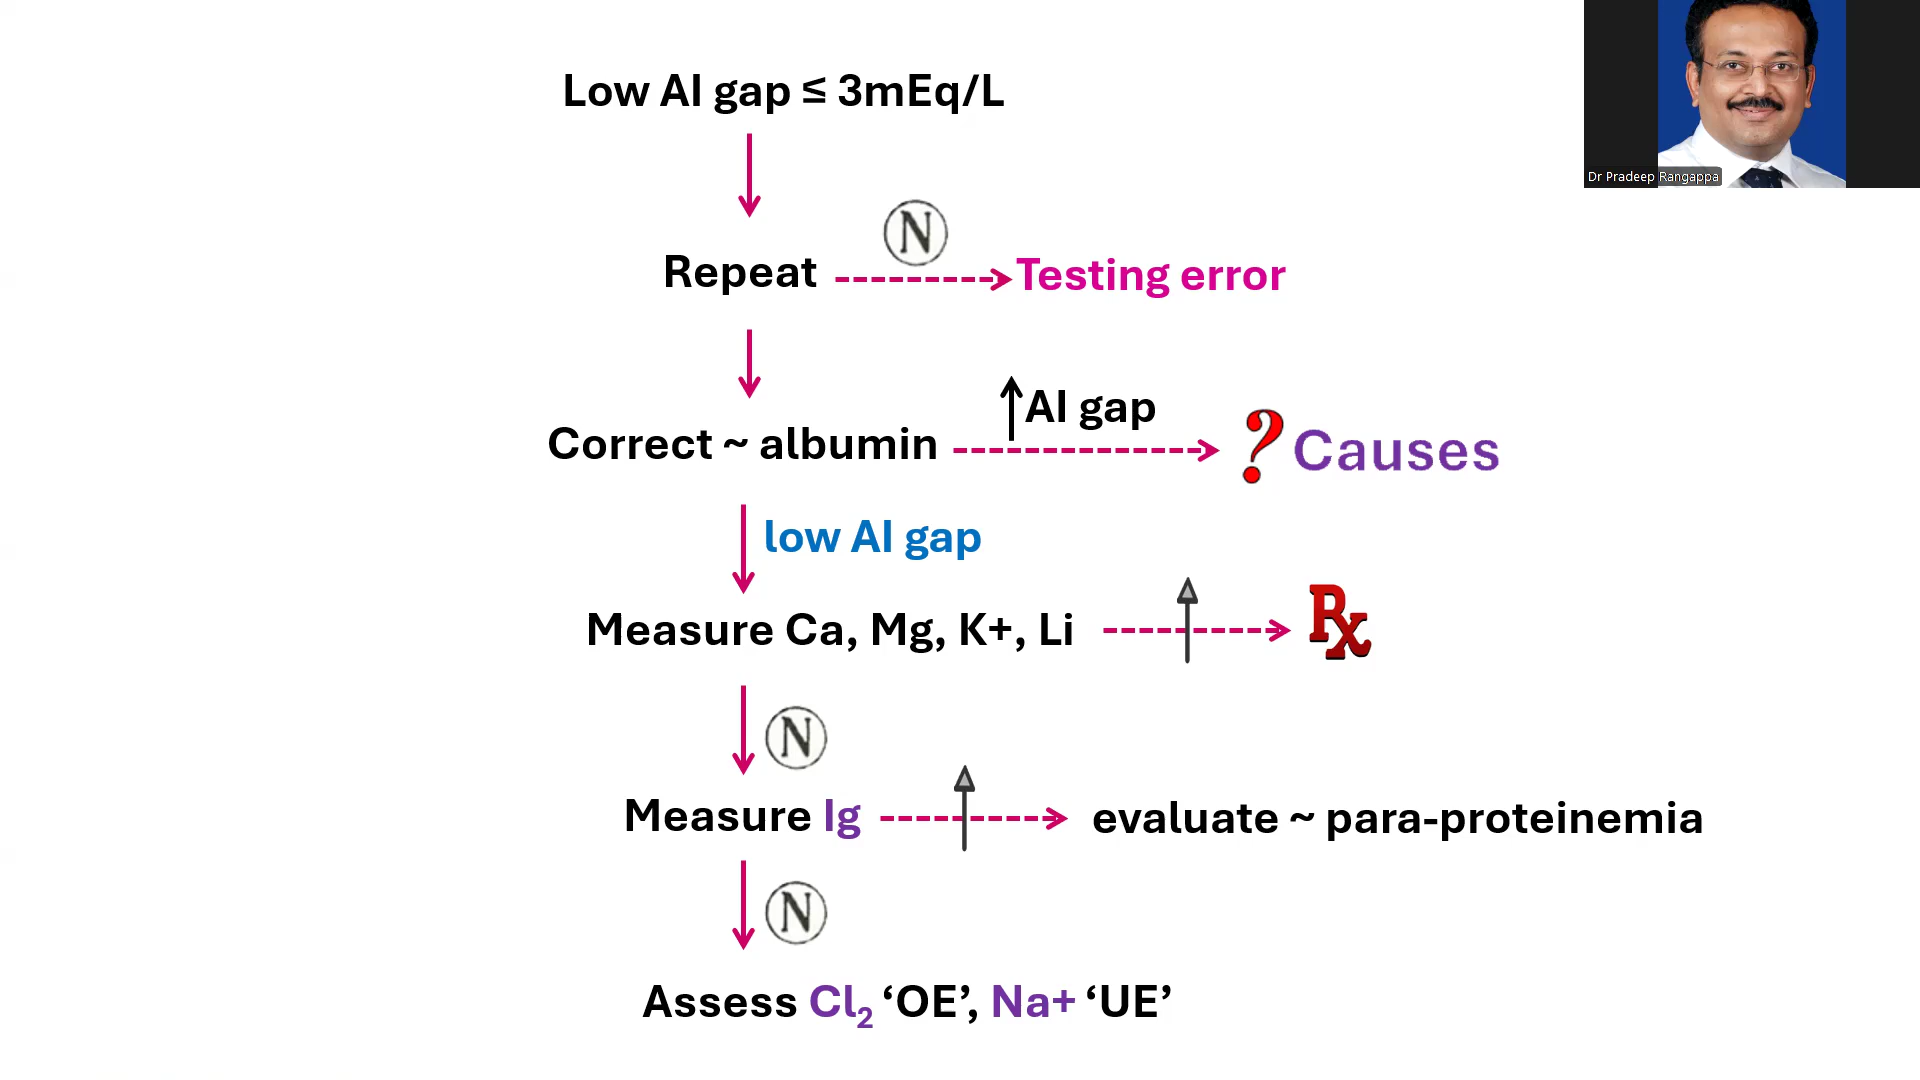 Low AI gap ≤ 3mEq/L
Dr Pradeep Rangappa
N
Repeat
Testing error
AI gap
Correct ~ albumin
? Causes
low AI gap
Measure Ca, Mg, K+, Li
Rx
N
Measure Ig
evaluate ~ para-proteinemia
N
Assess Cl₂ ‘OE’, Na+ ‘UE’